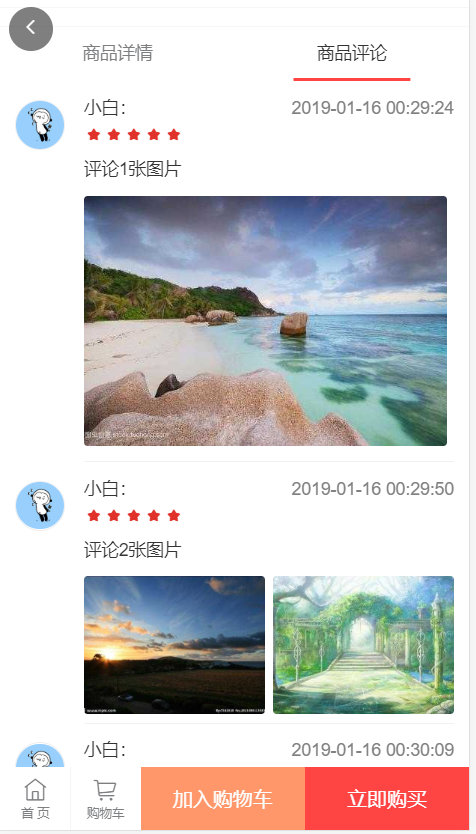 商品详情
商品评论
小白：
2019-01-16 00:29:24
评论1张图片
小白：
2019-01-16 00:29:50
评论2张图片
小白：
2019-01-16 00:30:09
首页
购物车
加入购物车
立即购买